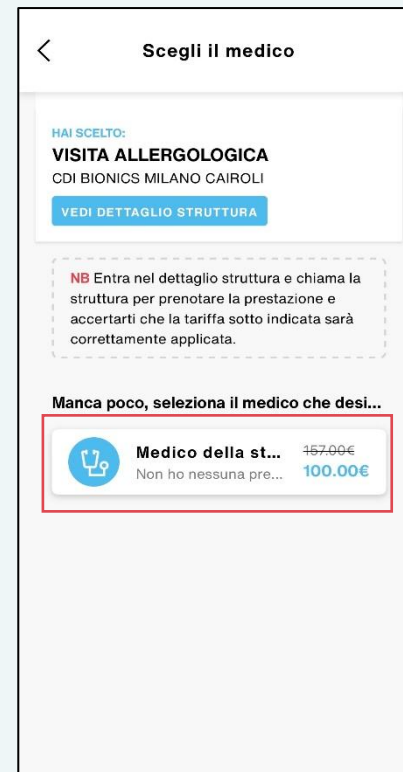 Scegli il medico
HAI SCELTO:
VISITA ALLERGOLOGICA
CDI BIONICS MILANO CAIROLI
VEDI DETTAGLIO STRUTTURA
NB Entra nel dettaglio struttura e chiama la
struttura per prenotare la prestazione e
accertarti che la tariffa sotto indicata sarà
correttamente applicata.
Manca poco, seleziona il medico che desi...
Medico della st... 157.00€
Non ho nessuna pre... 100.00€